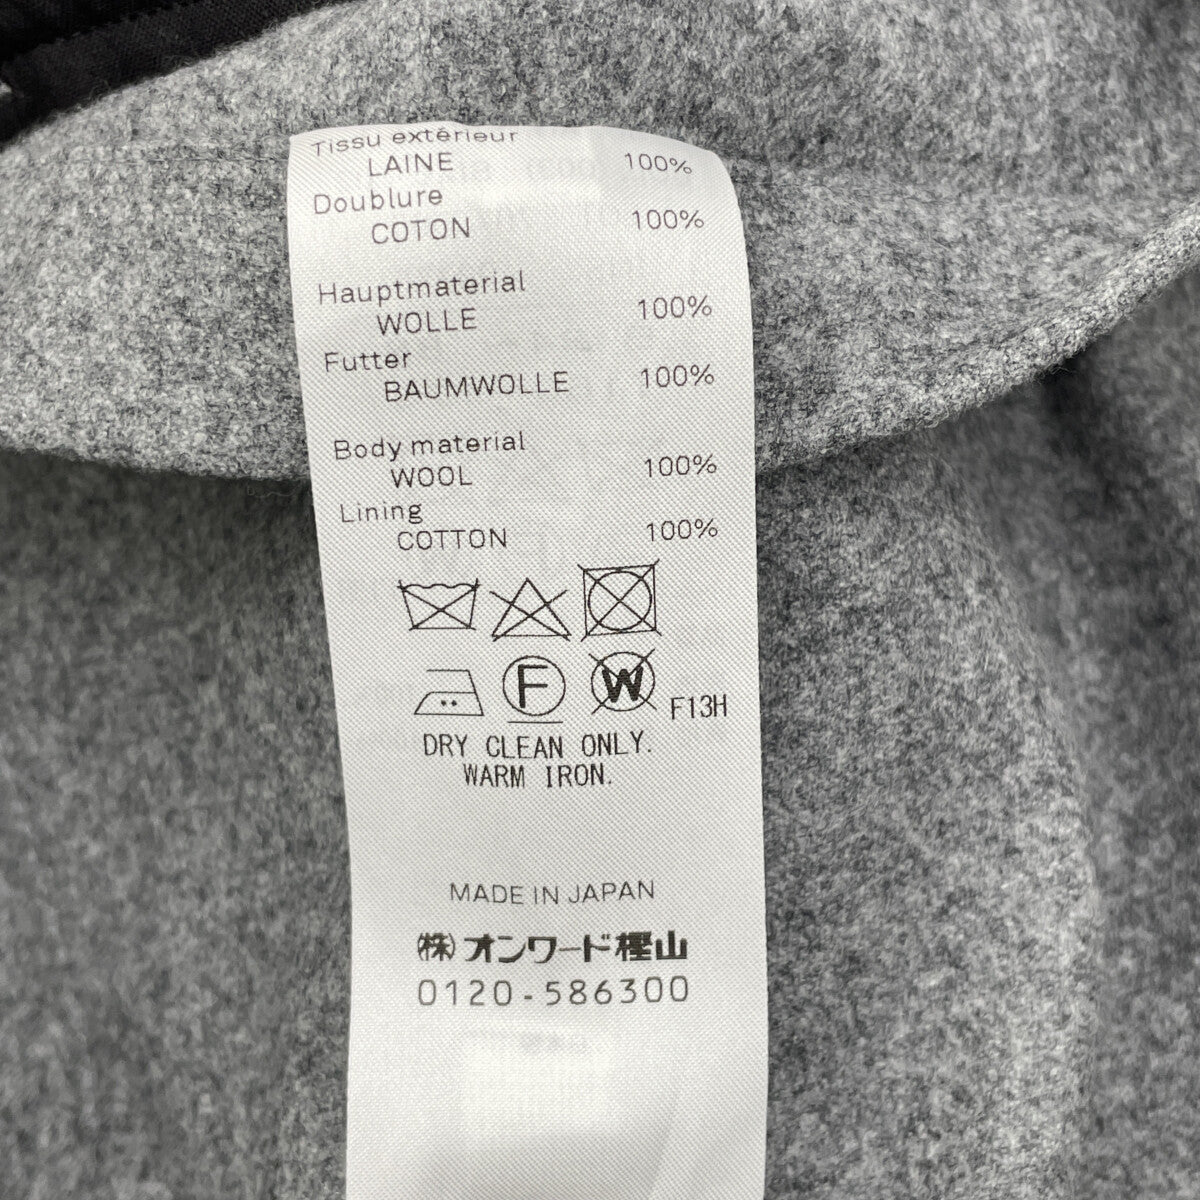 Tissu extérieur
LAINE 100%
Doublure
COTON 100%
Hauptmaterial
WOLLE 100%
Futter
BAUMWOLLE 100%
Body material
WOOL 100%
Lining
COTTON 100%
F W F13H
DRY CLEAN ONLY.
WARM IRON.
MADE IN JAPAN
(株)オンワード樫山
0120-586300